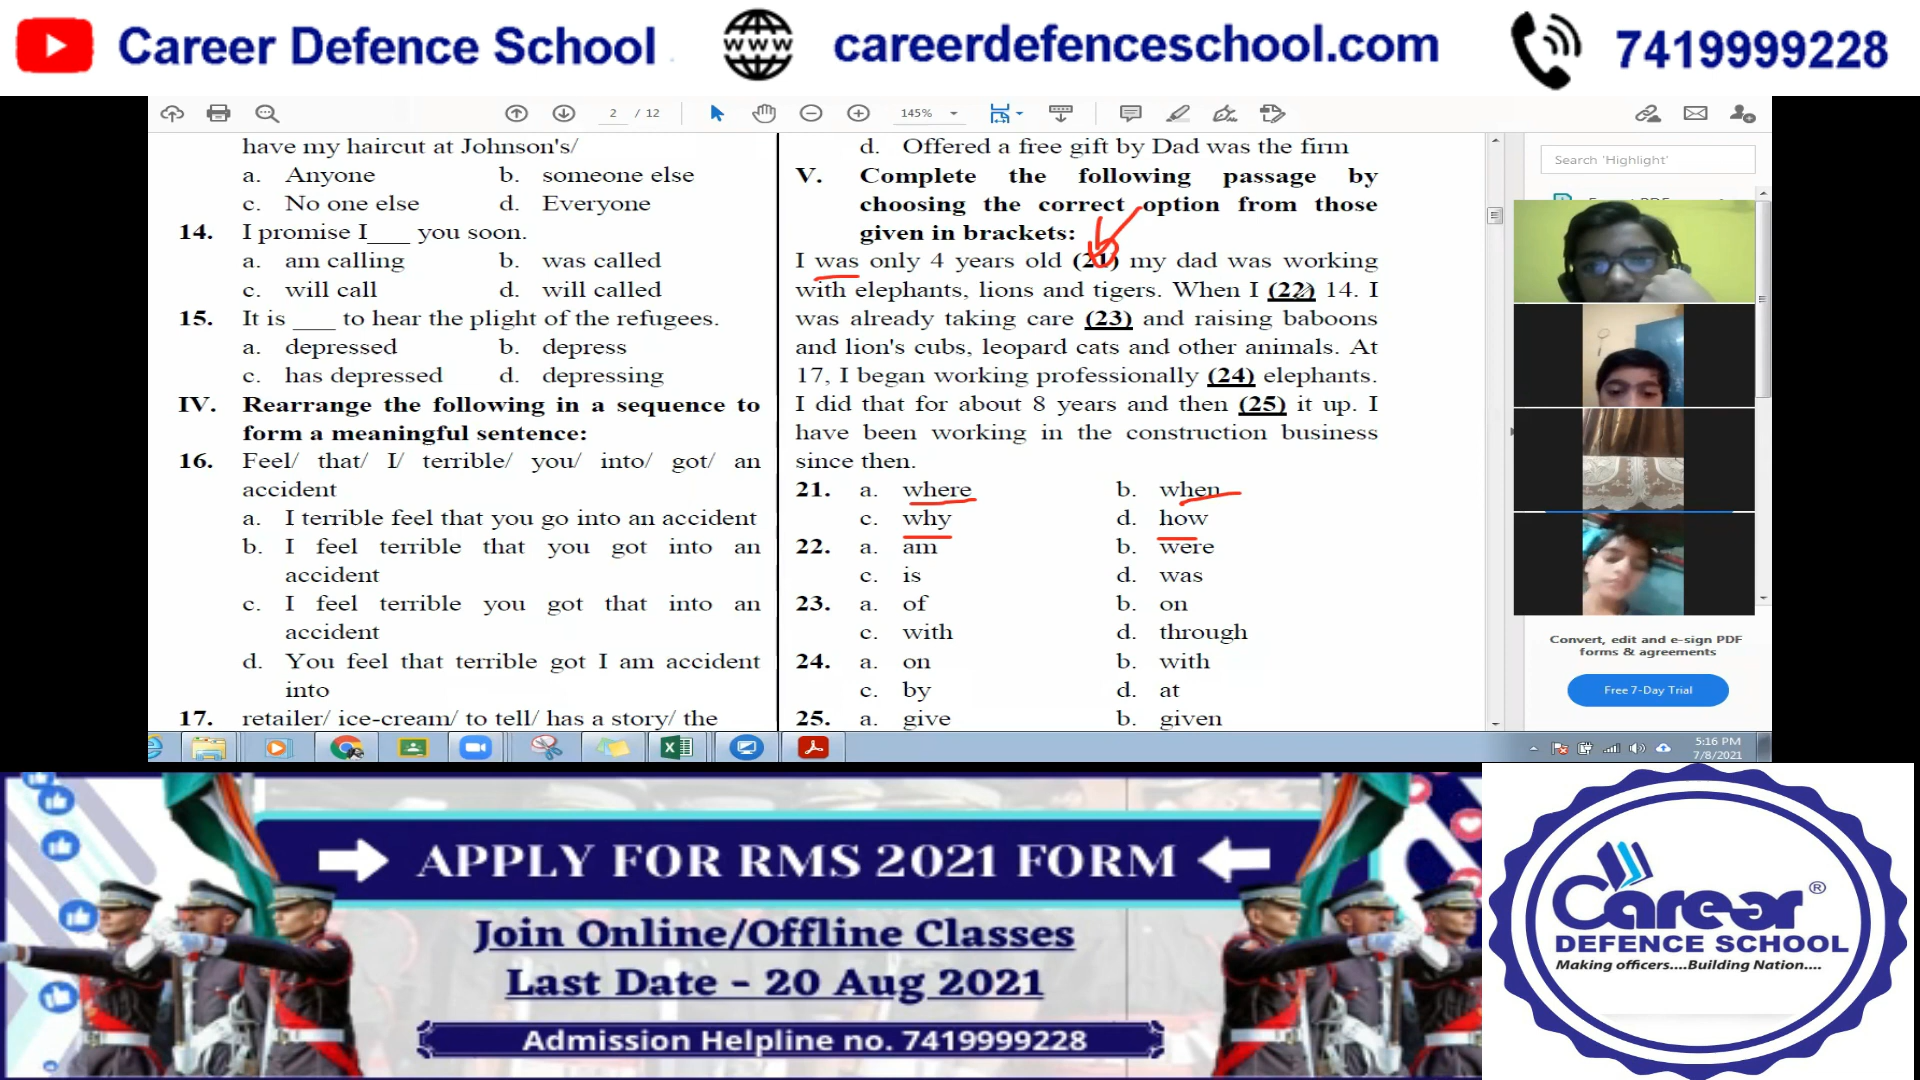 Career Defence School
www
careerdefenceschool.com
7419999228
2 / 12
145%
have my haircut at Johnson's/
a. Anyone b. someone else
c. No one else d. Everyone
14. I promise I___ you soon.
a. am calling b. was called
c. will call d. will called
15. It is ___ to hear the plight of the refugees.
a. depressed b. depress
c. has depressed d. depressing
IV. Rearrange the following in a sequence to
form a meaningful sentence:
16. Feel/ that/ I/ terrible/ you/ into/ got/ an
accident
a. I terrible feel that you go into an accident
b. I feel terrible that you got into an
accident
c. I feel terrible you got that into an
accident
d. You feel that terrible got I am accident
into
17. retailer/ ice-cream/ to tell/ has a story/ the
d. Offered a free gift by Dad was the firm
V. Complete the following passage by
choosing the correct option from those
given in brackets:
I was only 4 years old (21) my dad was working
with elephants, lions and tigers. When I (22) 14. I
was already taking care (23) and raising baboons
and lion's cubs, leopard cats and other animals. At
17, I began working professionally (24) elephants.
I did that for about 8 years and then (25) it up. I
have been working in the construction business
since then.
21. a. where b. when
c. why d. how
22. a. am b. were
c. is d. was
23. a. of b. on
c. with d. through
24. a. on b. with
c. by d. at
25. a. give b. given
Search 'Highlight'
Convert, edit and e-sign PDF
forms & agreements
Free 7-Day Trial
5:16 PM
7/8/2021
APPLY FOR RMS 2021 FORM
Join Online/Offline Classes
Last Date - 20 Aug 2021
Admission Helpline no. 7419999228
Career ®
DEFENCE SCHOOL
Making officers....Building Nation....